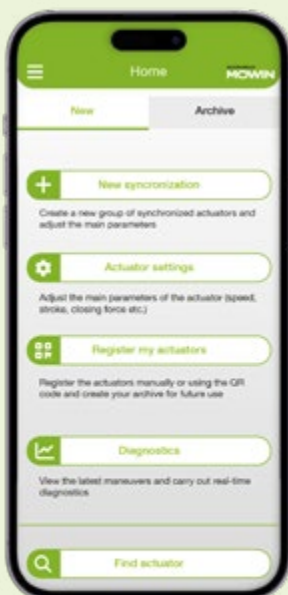 Home
MOWIN
New Archive
New syncronization
Create a new group of synchronized actuators and
adjust the main parameters
Actuator settings
Adjust the main parameters of the actuator (speed,
stroke, closing force etc.)
Register my actuators
Register the actuators manually or using the QR
code and create your archive for future use
Diagnostics
View the latest maneuvers and carry out real-time
diagnostics
Find actuator